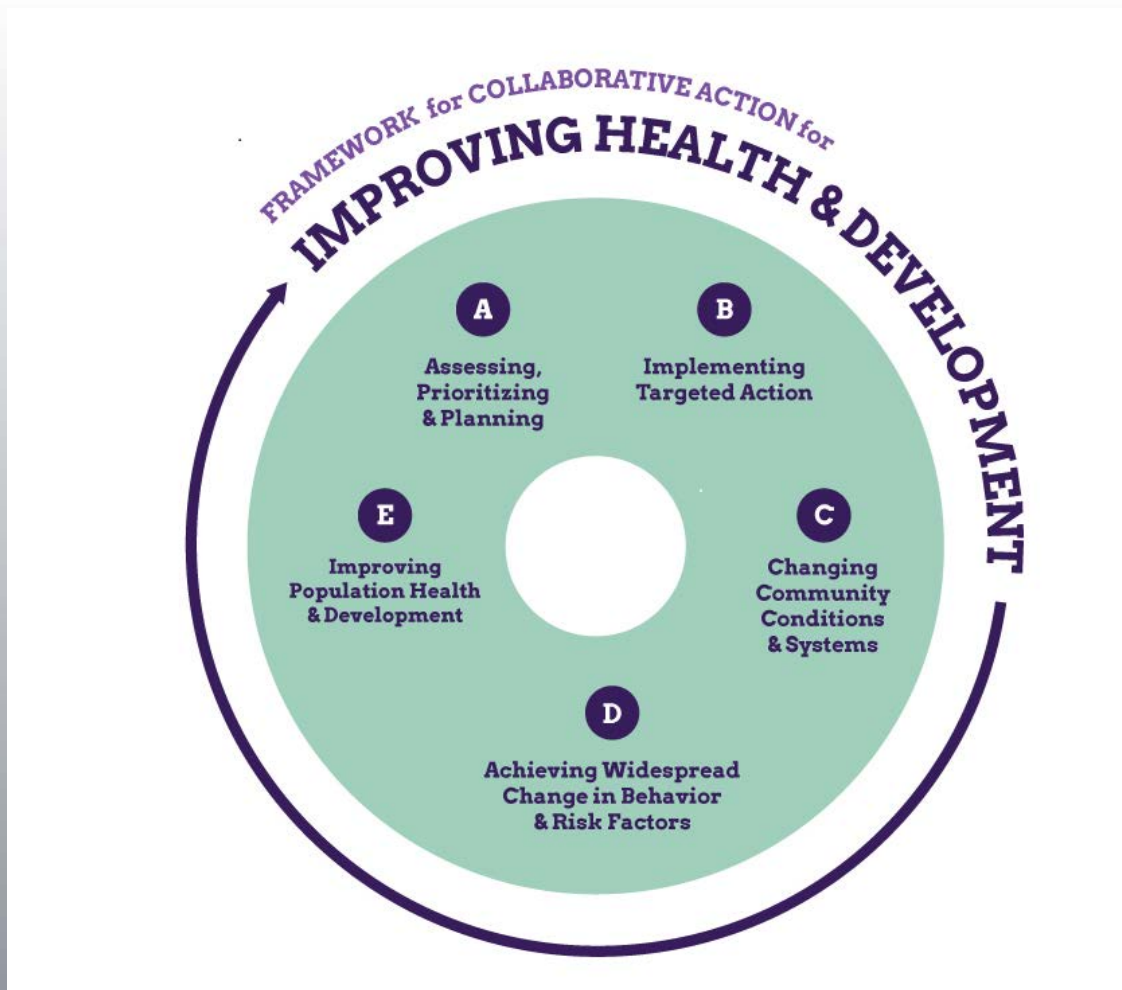 FRAMEWORK for COLLABORATIVE ACTION for
IMPROVING HEALTH & DEVELOPMENT
A
Assessing,
Prioritizing
& Planning
B
Implementing
Targeted Action
C
Changing
Community
Conditions
& Systems
D
Achieving Widespread
Change in Behavior
& Risk Factors
E
Improving
Population Health
& Development